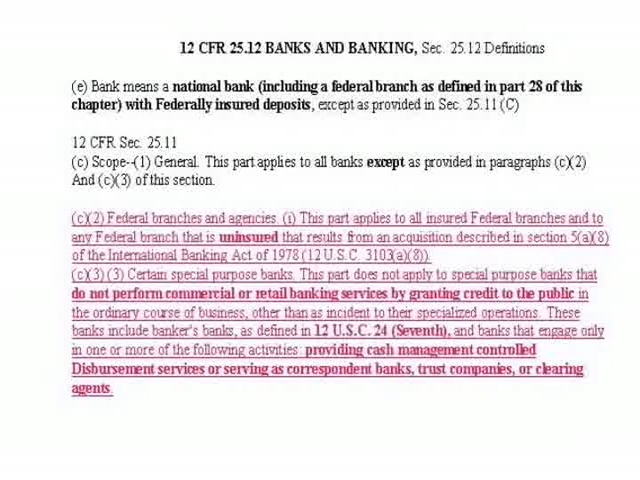 12 CFR 25.12 BANKS AND BANKING, Sec. 25.12 Definitions
(e) Bank means a national bank (including a federal branch as defined in part 28 of this
chapter) with Federally insured deposits, except as provided in Sec. 25.11 (C)
12 CFR Sec. 25.11
(c) Scope--(1) General. This part applies to all banks except as provided in paragraphs (c)(2)
And (c)(3) of this section.
(c)(2) Federal branches and agencies. (i) This part applies to all insured Federal branches and to
any Federal branch that is uninsured that results from an acquisition described in section 5(a)(8)
of the International Banking Act of 1978 (12 U.S.C. 3103(a)(8)).
(c)(3) (3) Certain special purpose banks. This part does not apply to special purpose banks that
do not perform commercial or retail banking services by granting credit to the public in
the ordinary course of business, other than as incident to their specialized operations. These
banks include banker's banks, as defined in 12 U.S.C. 24 (Seventh), and banks that engage only
in one or more of the following activities: providing cash management controlled
Disbursement services or serving as correspondent banks, trust companies, or clearing
agents.